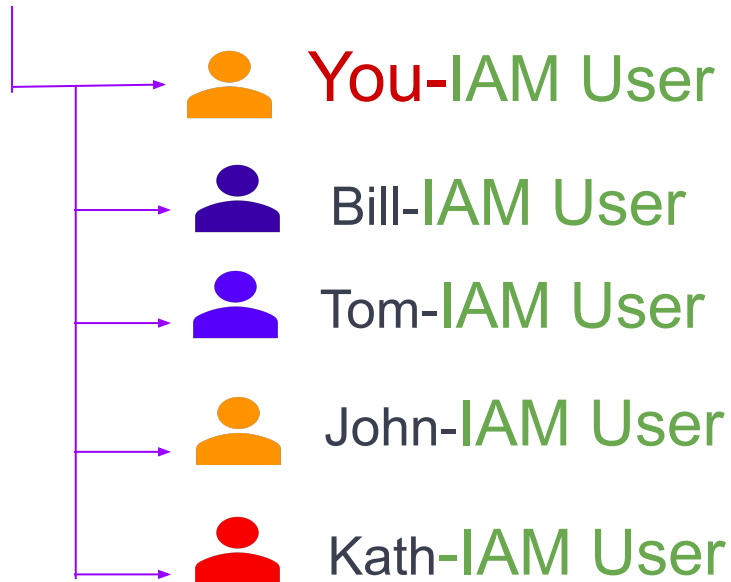 You-IAM User
Bill-IAM User
Tom-IAM User
John-IAM User
Kath-IAM User